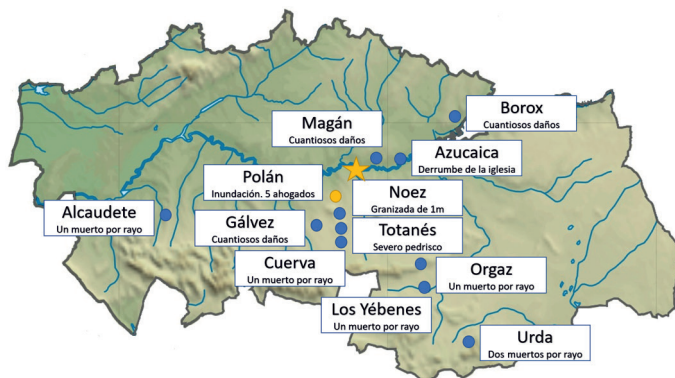 Borox
Cuantiosos daños
Magán
Cuantiosos daños
Azucaica
Derrumbe de la iglesia
Polán
Inundación. 5 ahogados
Noez
Granizada de 1m
Alcaudete
Un muerto por rayo
Gálvez
Cuantiosos daños
Totanés
Severo pedrisco
Cuerva
Un muerto por rayo
Orgaz
Un muerto por rayo
Los Yébenes
Un muerto por rayo
Urda
Dos muertos por rayo